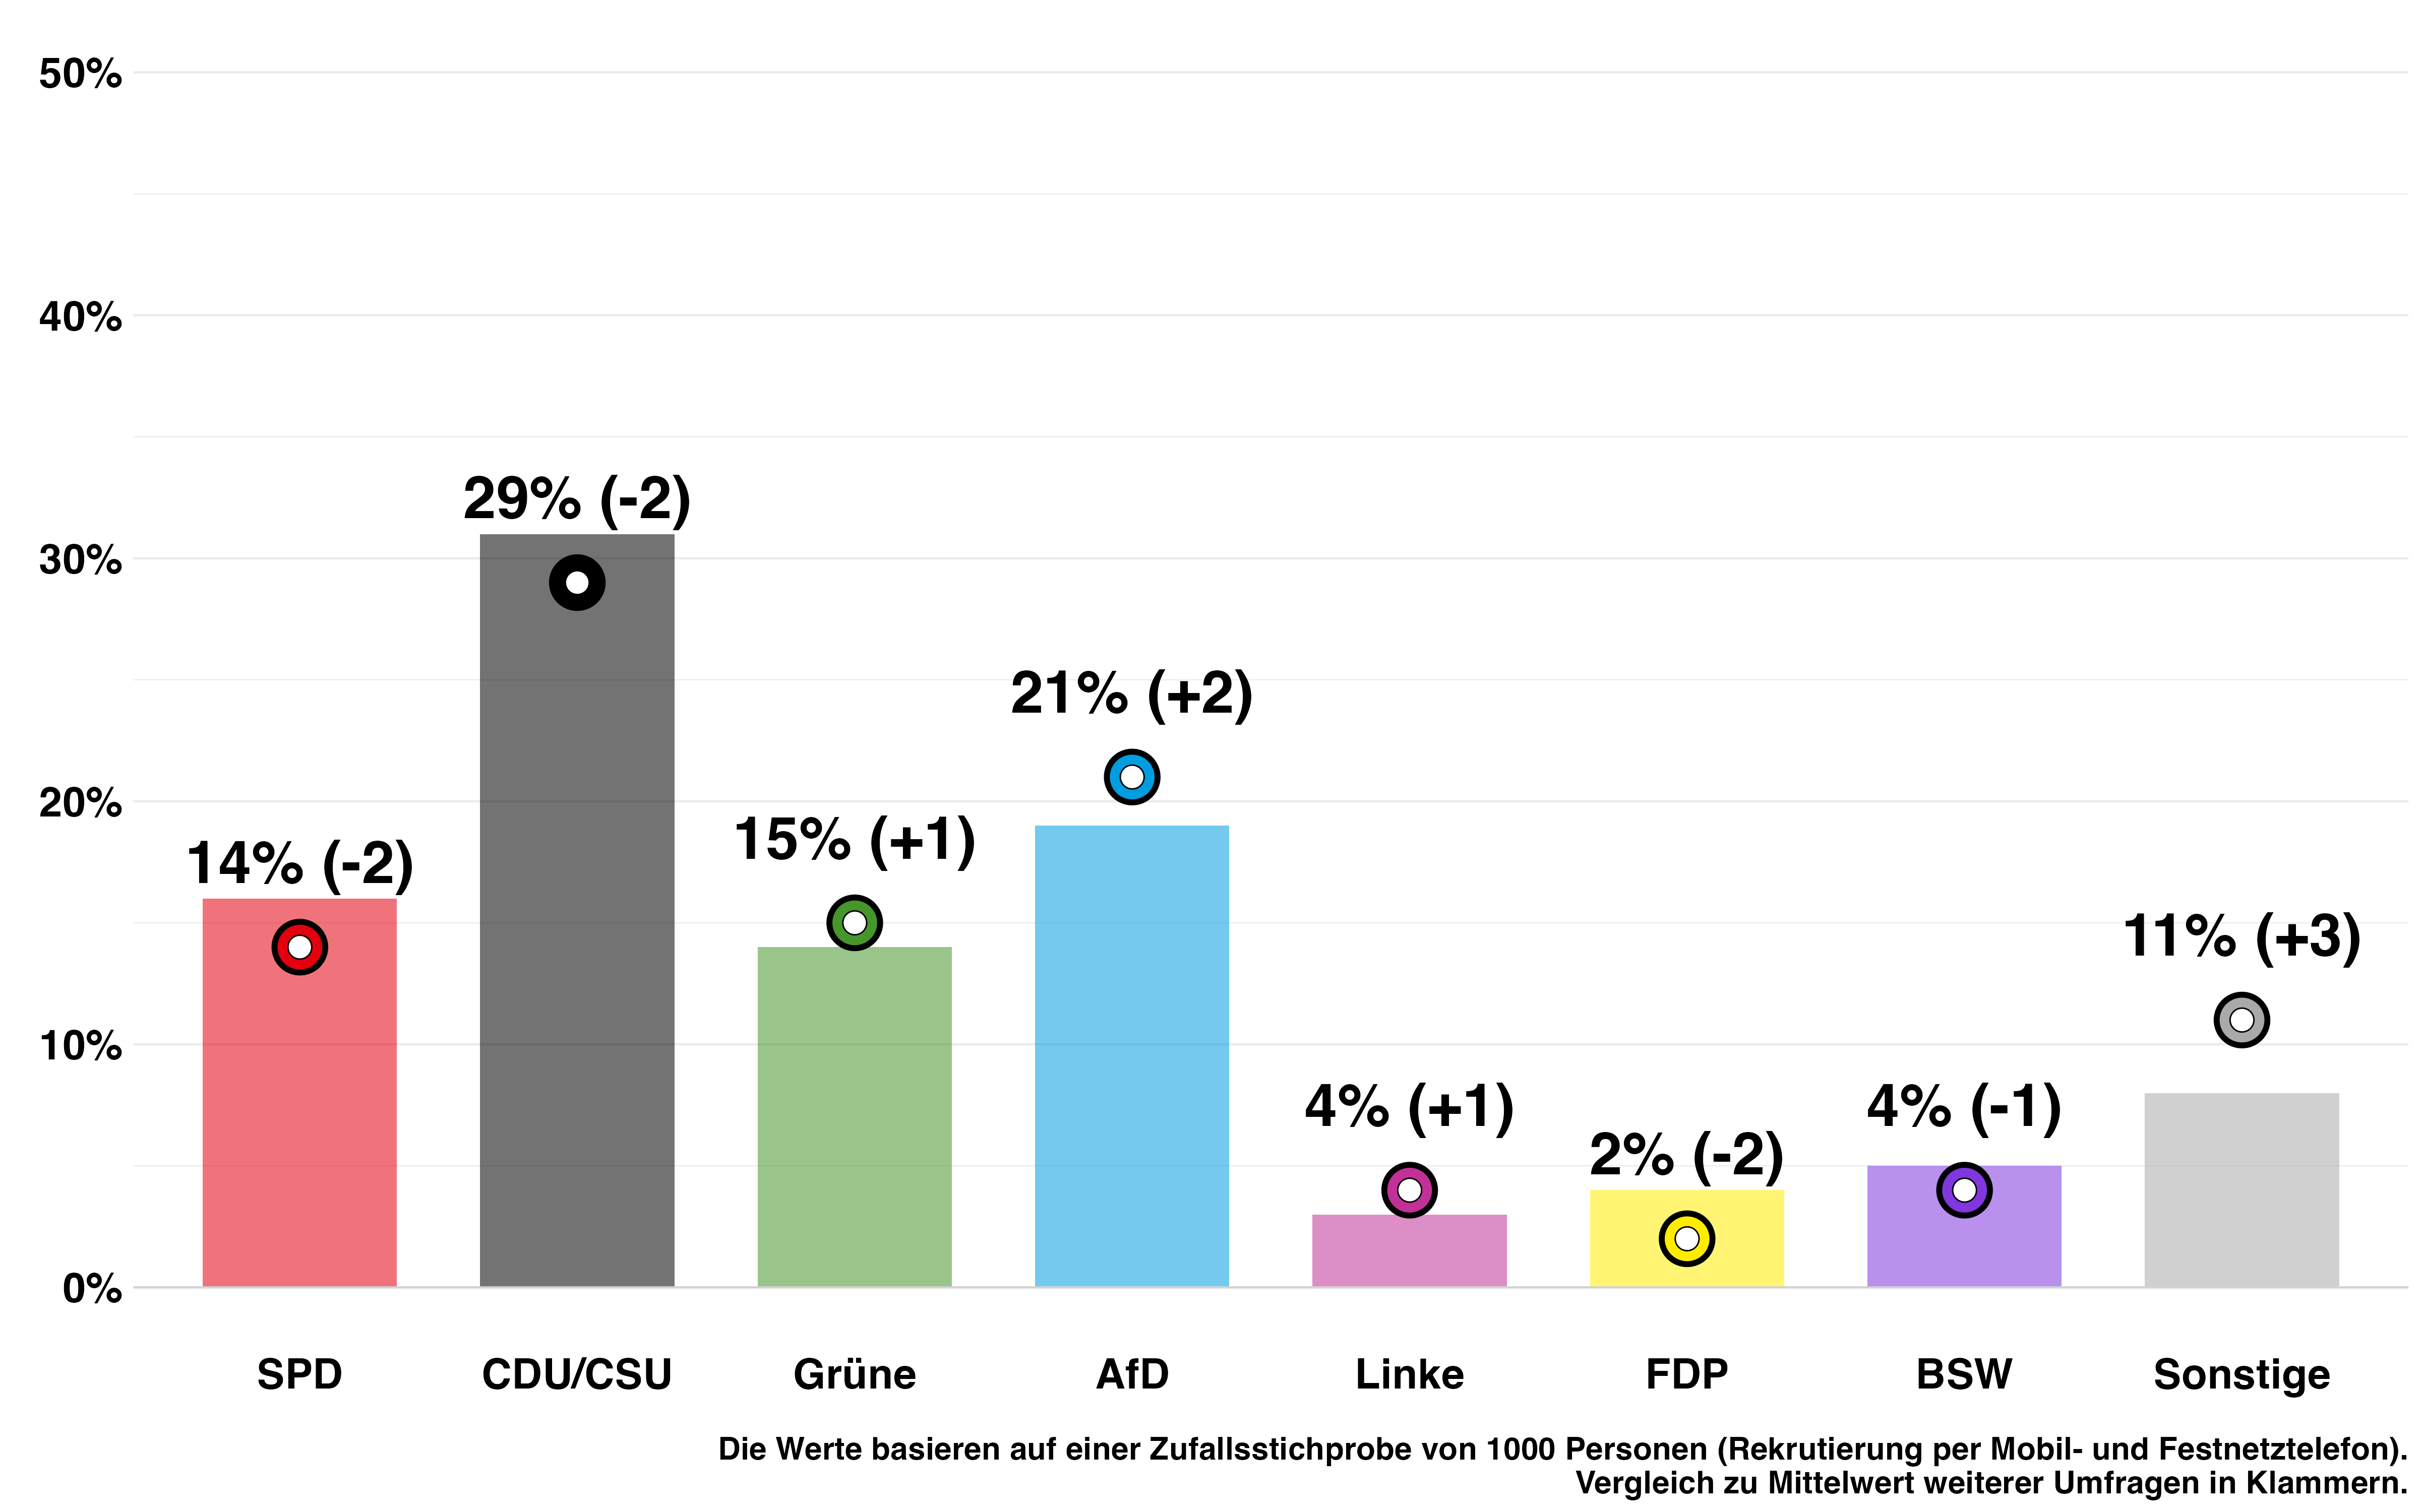 50%
40%
30%
20%
10%
0%
14% (-2)
29% (-2)
15% (+1)
21% (+2)
4% (+1)
2% (-2)
4% (-1)
11% (+3)
SPD
CDU/CSU
Grüne
AfD
Linke
FDP
BSW
Sonstige
Die Werte basieren auf einer Zufallsstichprobe von 1000 Personen (Rekrutierung per Mobil- und Festnetztelefon).
Vergleich zu Mittelwert weiterer Umfragen in Klammern.